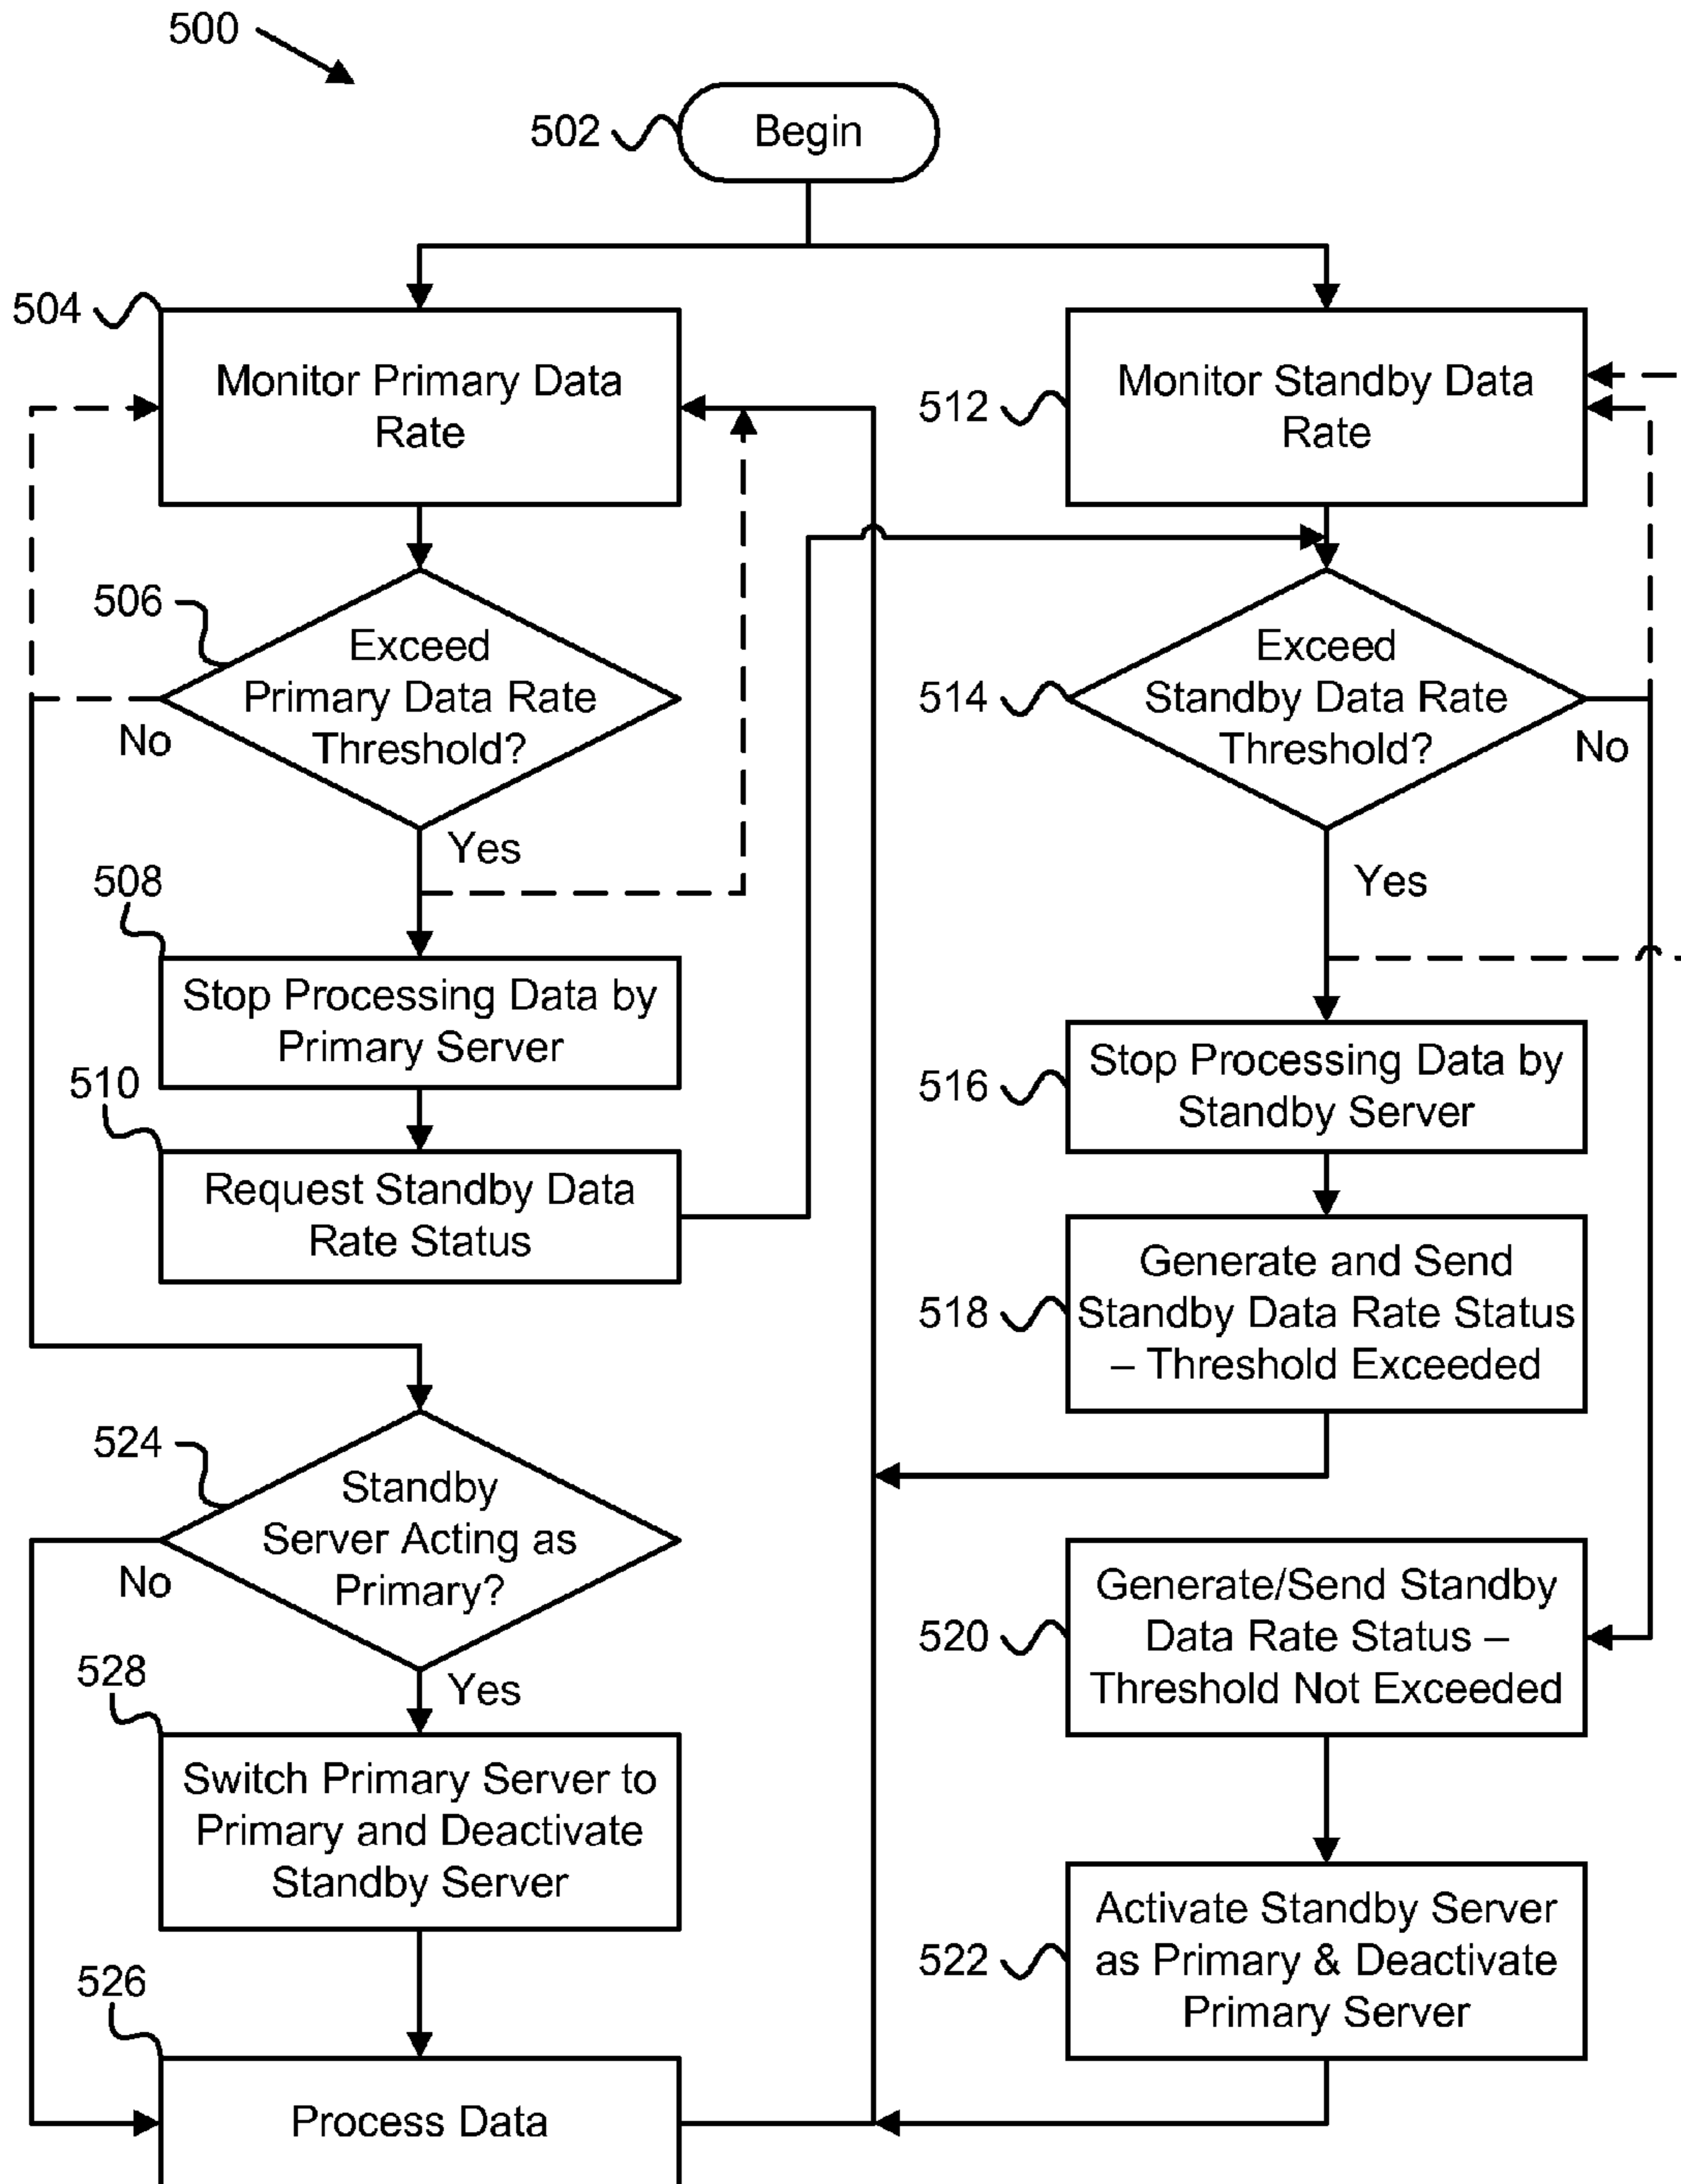 500
502
Begin
504
Monitor Primary Data
Rate
512
Monitor Standby Data
Rate
506
Exceed
Primary Data Rate
Threshold?
No
Yes
514
Exceed
Standby Data Rate
Threshold?
No
Yes
508
Stop Processing Data by
Primary Server
510
Request Standby Data
Rate Status
516
Stop Processing Data by
Standby Server
518
Generate and Send
Standby Data Rate Status
– Threshold Exceeded
524
Standby
Server Acting as
Primary?
No
Yes
520
Generate/Send Standby
Data Rate Status –
Threshold Not Exceeded
528
Switch Primary Server to
Primary and Deactivate
Standby Server
522
Activate Standby Server
as Primary & Deactivate
Primary Server
526
Process Data